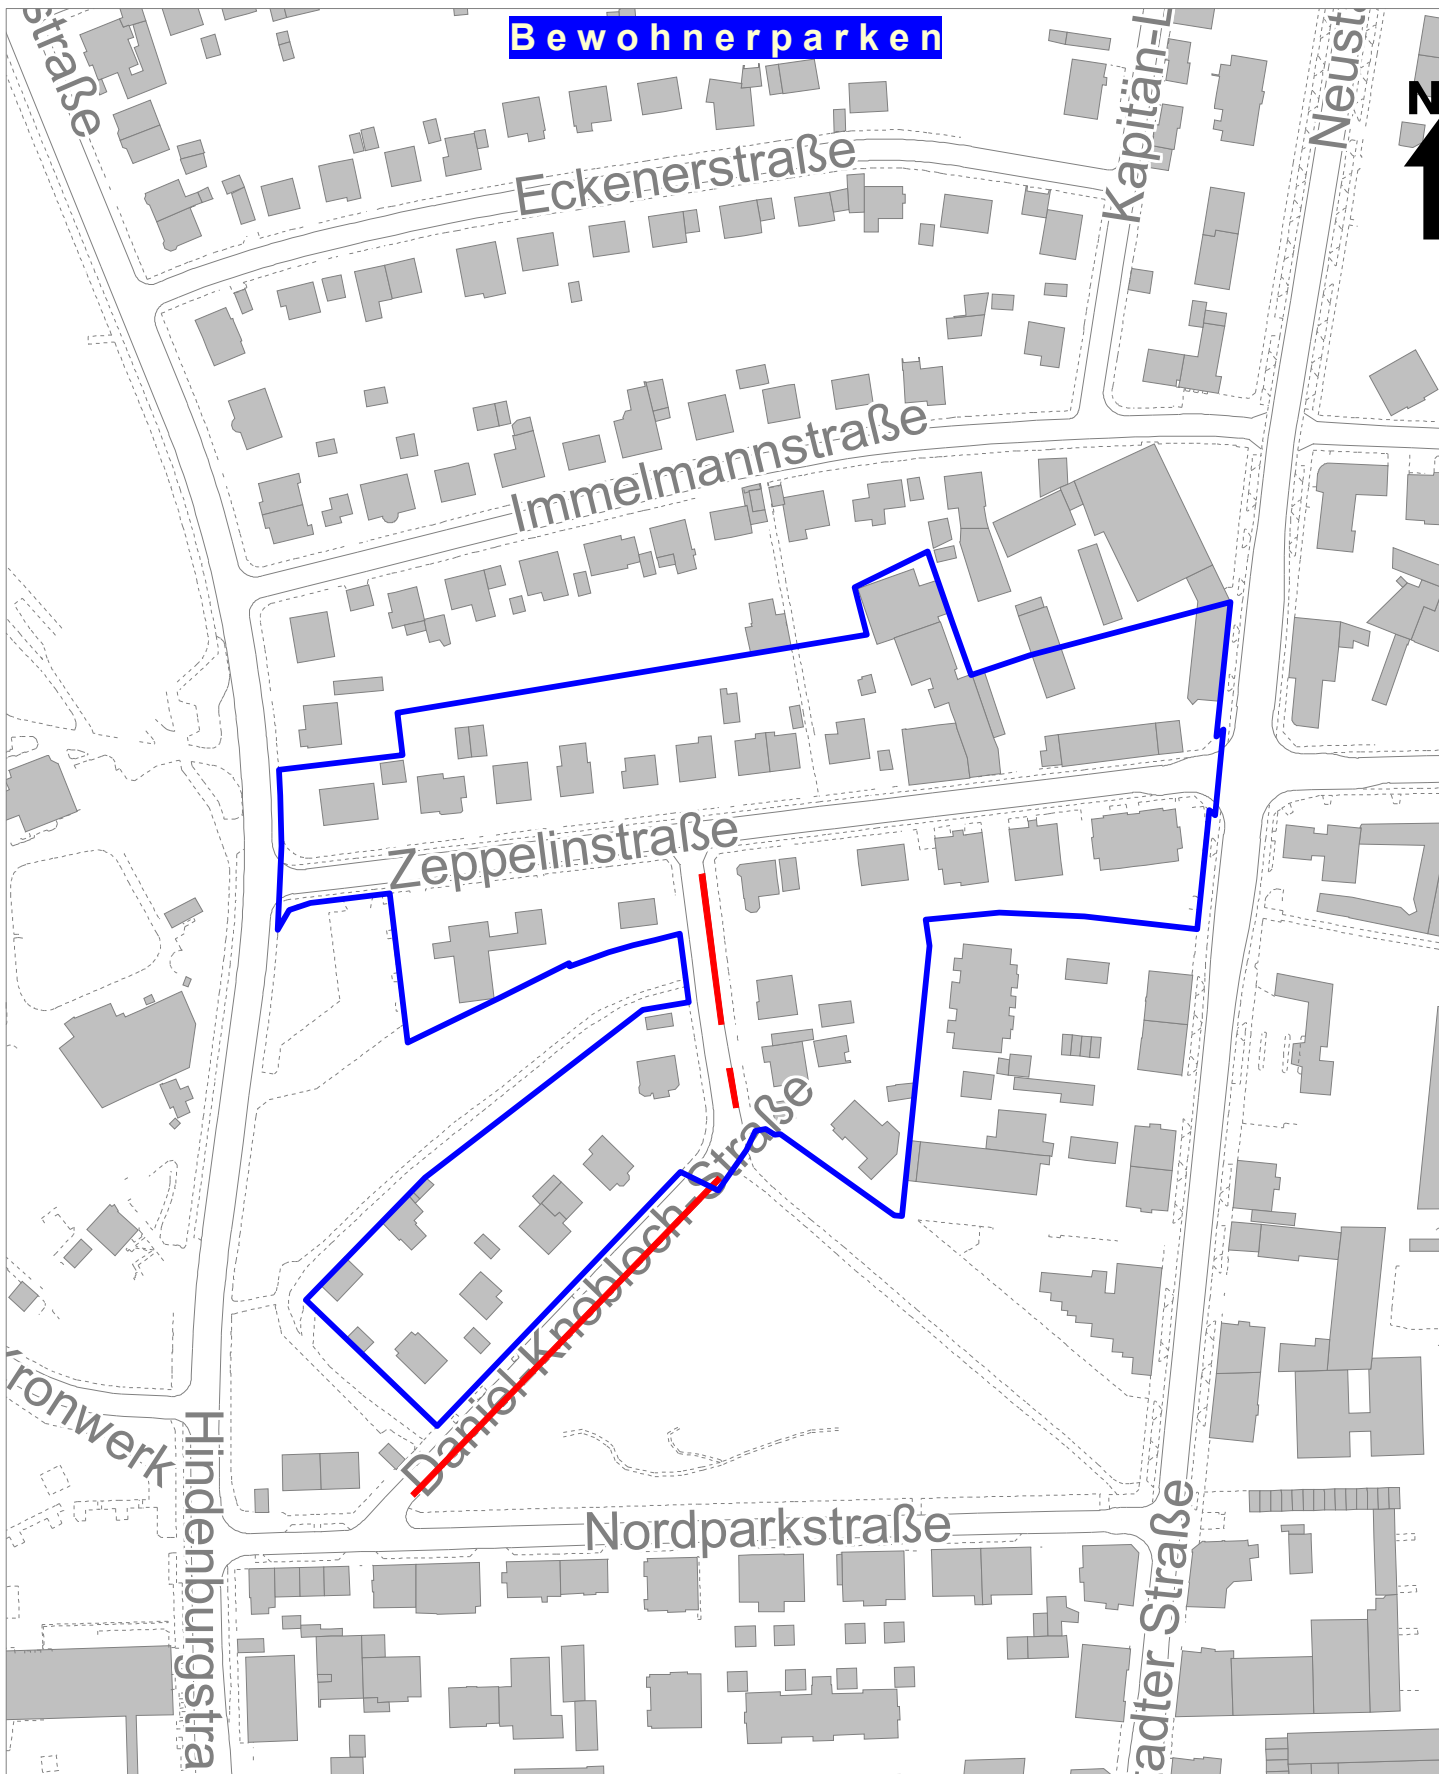 Bewohnerparken
Straße
Kapitän-L
Neust
N
Eckenerstraße
Immelmannstraße
Zeppelinstraße
Daniel-Knobloch-Straße
ronwerk
Hindenburgstra
Nordparkstraße
adter Straße